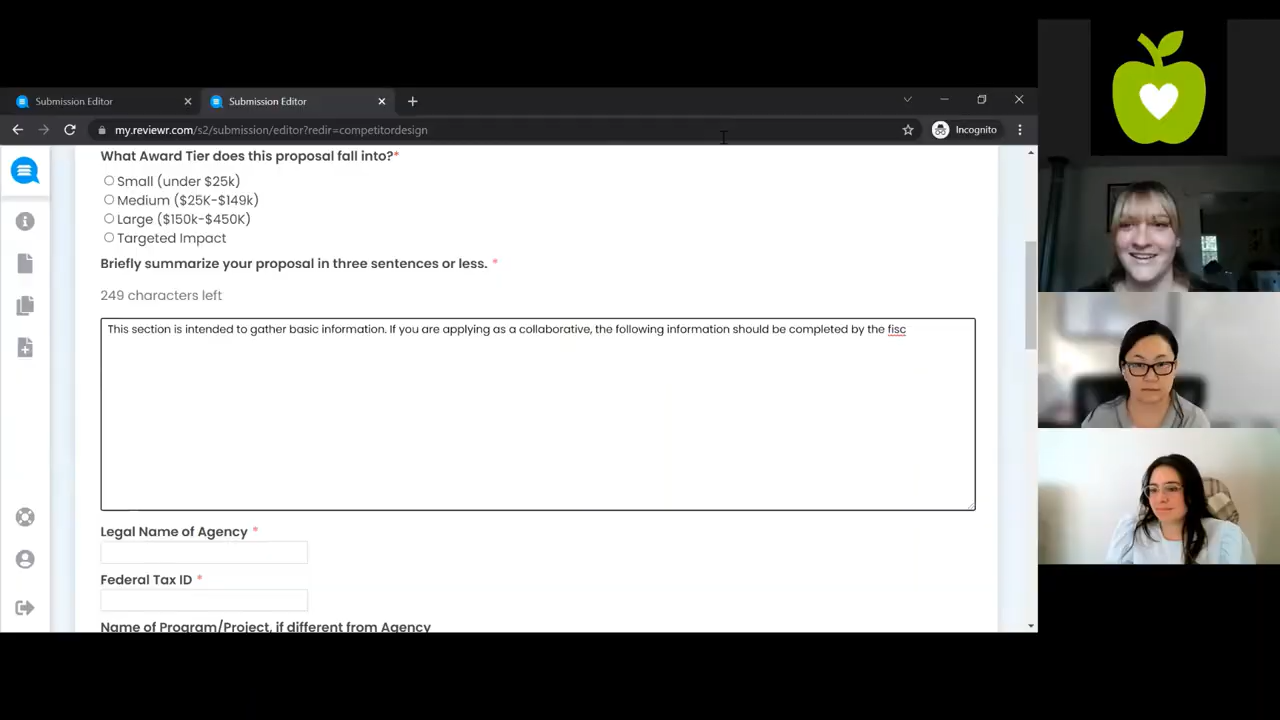 Submission Editor
Submission Editor
my.reviewr.com/s2/submission/editor?redir=competitordesign
Incognito
What Award Tier does this proposal fall into?*
Small (under $25k)
Medium ($25K-$149k)
Large ($150k-$450K)
Targeted Impact
Briefly summarize your proposal in three sentences or less. *
249 characters left
This section is intended to gather basic information. If you are applying as a collaborative, the following information should be completed by the fisc
Legal Name of Agency *
Federal Tax ID *
Name of Program/Project, if different from Agency